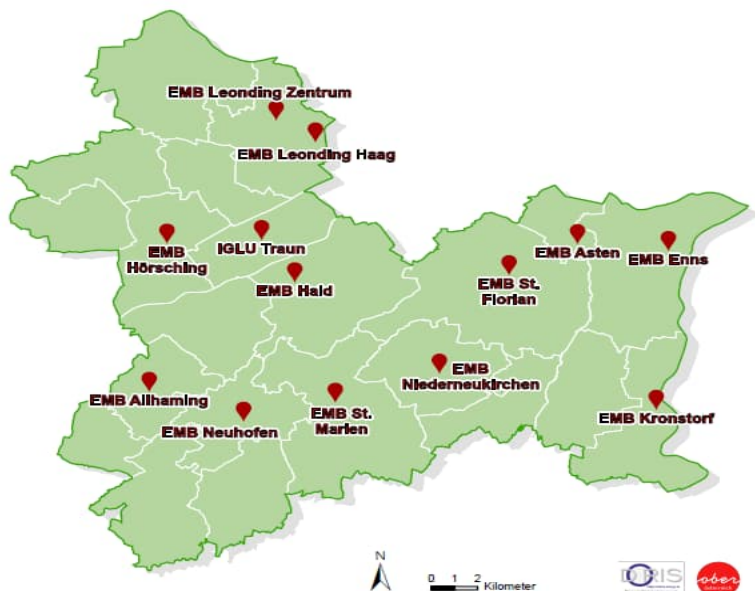 EMB Leonding Zentrum
EMB Leonding Haag
EMB
Hörsching
IGLU Traun
EMB Haid
EMB St.
Florian
EMB Asten
EMB Enns
EMB Allhaming
EMB Neuhofen
EMB St.
Marien
EMB
Niederneukirchen
EMB Kronstorf
N
0 1 2
Kilometer
DORIS
ober